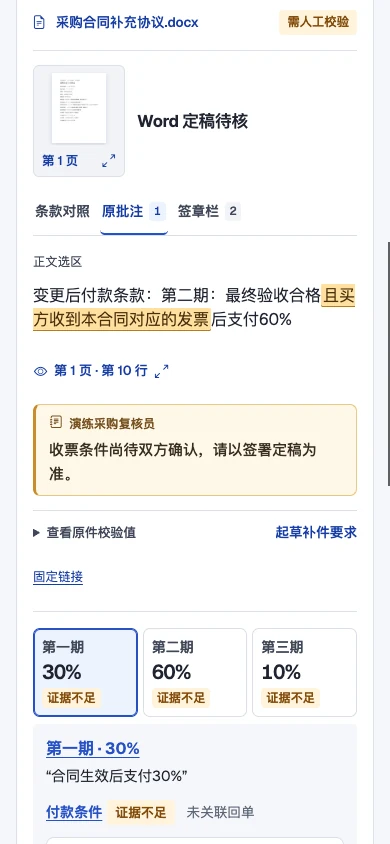 采购合同补充协议.docx
需人工校验
第 1 页
Word 定稿待核
条款对照 原批注 1 签章栏 2
正文选区
变更后付款条款：第二期：最终验收合格且买
方收到本合同对应的发票后支付60%
第 1 页 · 第 10 行
演练采购复核员
收票条件尚待双方确认，请以签署定稿为
准。
查看原件校验值
起草补件要求
固定链接
第一期 第二期 第三期
30% 60% 10%
证据不足 证据不足 证据不足
第一期 · 30%
“合同生效后支付30%”
付款条件 证据不足 未关联回单